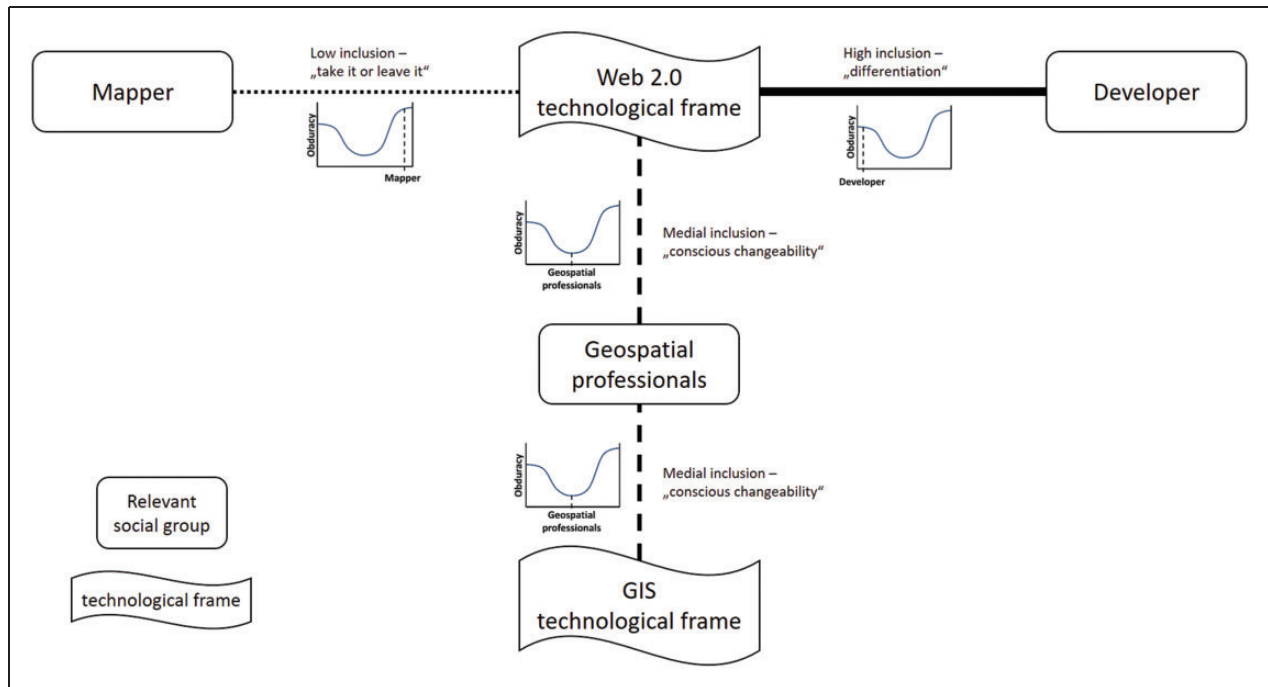 Mapper
Low inclusion –
„take it or leave it“
Obduracy
Mapper
Web 2.0
technological frame
High inclusion –
„differentiation“
Obduracy
Developer
Developer
Obduracy
Geospatial
professionals
Medial inclusion –
„conscious changeability“
Geospatial
professionals
Obduracy
Geospatial
professionals
Medial inclusion –
„conscious changeability“
Relevant
social group
technological frame
GIS
technological frame